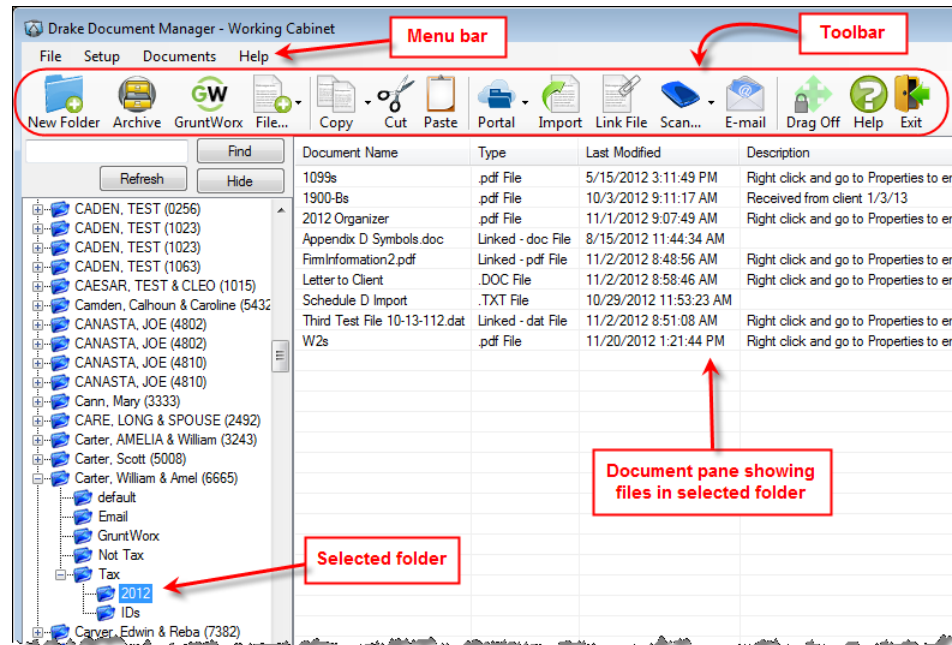 Drake Document Manager - Working Cabinet
Menu bar
Toolbar
File Setup Documents Help
GW
New Folder Archive GruntWorx File... Copy Cut Paste Portal Import Link File Scan... E-mail Drag Off Help Exit
Find
Refresh Hide
CADEN, TEST (0256)
CADEN, TEST (1023)
CADEN, TEST (1023)
CADEN, TEST (1063)
CAESAR, TEST & CLEO (1015)
Camden, Calhoun & Caroline (5432
CANASTA, JOE (4802)
CANASTA, JOE (4802)
CANASTA, JOE (4810)
CANASTA, JOE (4810)
Cann, Mary (3333)
CARE, LONG & SPOUSE (2492)
Carter, AMELIA & William (3243)
Carter, Scott (5008)
Carter, William & Amel (6665)
default
Email
GruntWorx
Not Tax
Tax
2012
IDs
Carver, Edwin & Reba (7382)
Document Name Type Last Modified Description
1099s .pdf File 5/15/2012 3:11:49 PM Right click and go to Properties to en
1900-Bs .pdf File 10/3/2012 9:11:17 AM Received from client 1/3/13
2012 Organizer .pdf File 11/1/2012 9:07:49 AM Right click and go to Properties to en
Appendix D Symbols.doc Linked - doc File 8/15/2012 11:44:34 AM
FirmInformation2.pdf Linked - pdf File 11/2/2012 8:48:56 AM Right click and go to Properties to en
Letter to Client .DOC File 11/2/2012 8:58:46 AM Right click and go to Properties to en
Schedule D Import .TXT File 10/29/2012 11:53:23 AM
Third Test File 10-13-112.dat Linked - dat File 11/2/2012 8:51:08 AM Right click and go to Properties to en
W2s .pdf File 11/20/2012 1:21:44 PM Right click and go to Properties to en
Document pane showing
files in selected folder
Selected folder